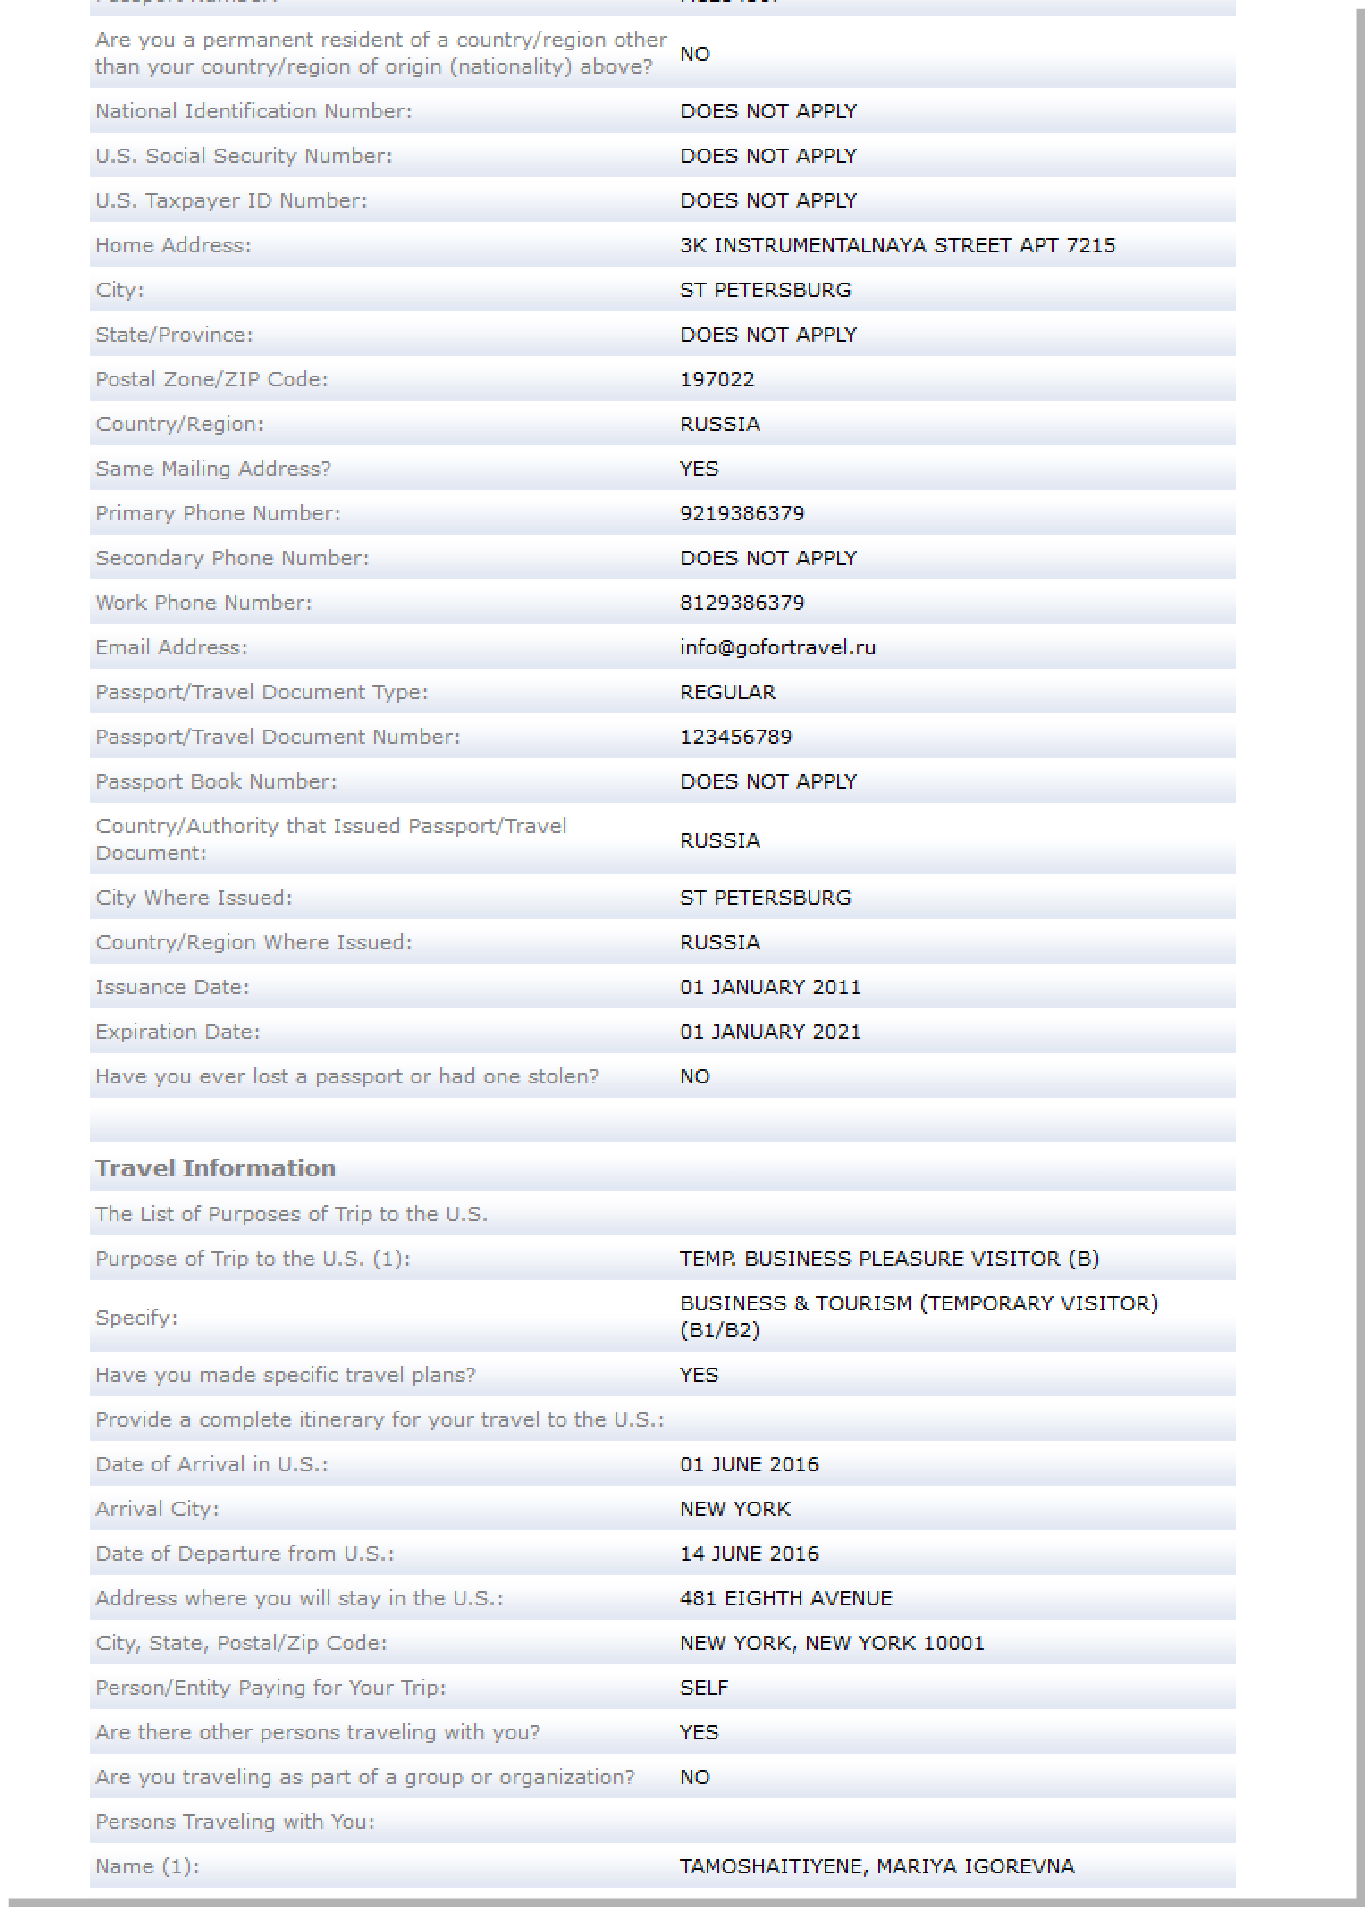 Are you a permanent resident of a country/region other
than your country/region of origin (nationality) above?
NO
National Identification Number: DOES NOT APPLY
U.S. Social Security Number: DOES NOT APPLY
U.S. Taxpayer ID Number: DOES NOT APPLY
Home Address: 3K INSTRUMENTALNAYA STREET APT 7215
City: ST PETERSBURG
State/Province: DOES NOT APPLY
Postal Zone/ZIP Code: 197022
Country/Region: RUSSIA
Same Mailing Address? YES
Primary Phone Number: 9219386379
Secondary Phone Number: DOES NOT APPLY
Work Phone Number: 8129386379
Email Address: info@gofortravel.ru
Passport/Travel Document Type: REGULAR
Passport/Travel Document Number: 123456789
Passport Book Number: DOES NOT APPLY
Country/Authority that Issued Passport/Travel
Document:
RUSSIA
City Where Issued: ST PETERSBURG
Country/Region Where Issued: RUSSIA
Issuance Date: 01 JANUARY 2011
Expiration Date: 01 JANUARY 2021
Have you ever lost a passport or had one stolen? NO
Travel Information
The List of Purposes of Trip to the U.S.
Purpose of Trip to the U.S. (1): TEMP. BUSINESS PLEASURE VISITOR (B)
Specify:
BUSINESS & TOURISM (TEMPORARY VISITOR)
(B1/B2)
Have you made specific travel plans? YES
Provide a complete itinerary for your travel to the U.S.:
Date of Arrival in U.S.: 01 JUNE 2016
Arrival City: NEW YORK
Date of Departure from U.S.: 14 JUNE 2016
Address where you will stay in the U.S.: 481 EIGHTH AVENUE
City, State, Postal/Zip Code: NEW YORK, NEW YORK 10001
Person/Entity Paying for Your Trip: SELF
Are there other persons traveling with you? YES
Are you traveling as part of a group or organization? NO
Persons Traveling with You:
Name (1): TAMOSHAITIYENE, MARIYA IGOREVNA